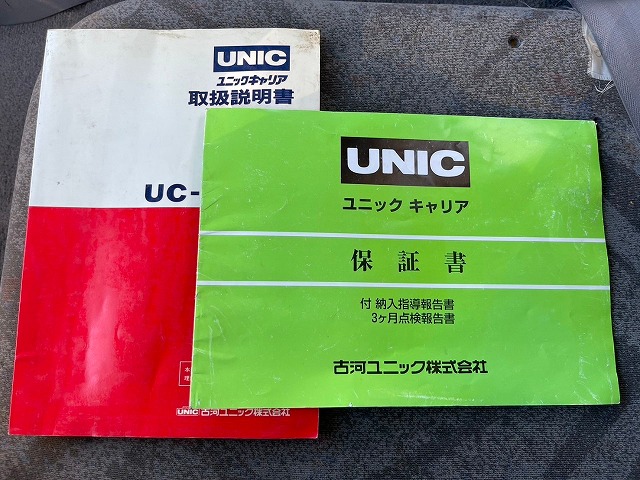 UNIC
ユニックキャリア
取扱説明書
UC-
本
理
UNIC 古河ユニック株式会社
UNIC
ユニック キャリア
保証書
付 納入指導報告書
3ヶ月点検報告書
古河ユニック株式会社